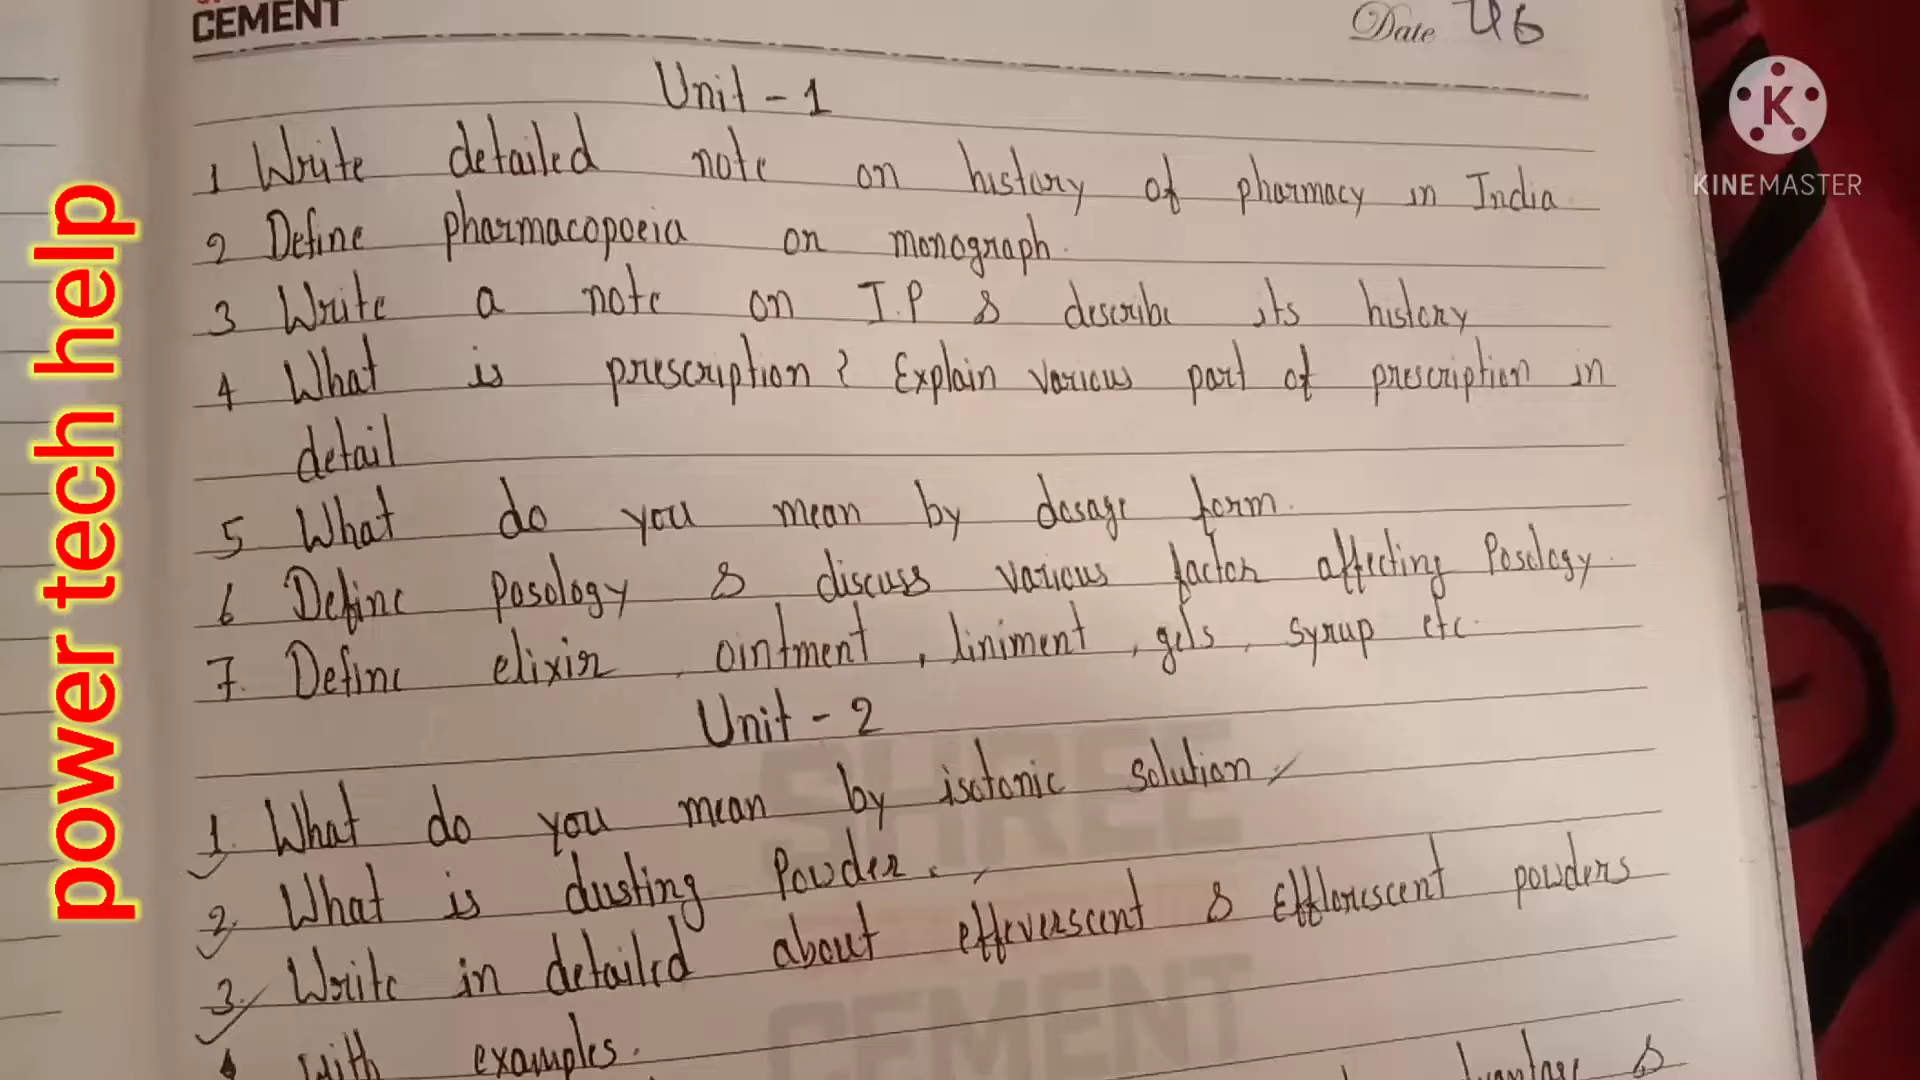 CEMENT
Date 46
Unit - 1
1 Write detailed note on history of pharmacy in India
2 Define pharmacopoeia on monograph.
3 Write a note on I.P & describe its history
4 What is prescription? Explain various part of prescription in
detail
5 What do you mean by dosage form.
6 Define posology & discuss various factor affecting Posology.
7. Define elixir, ointment, liniment, gels, syrup etc.
Unit - 2
1. What do you mean by isotonic solution
2. What is dusting Powder.
3. Write in detailed about effervescent & Efflorescent powders
with examples.
&
power tech help
K
KINEMASTER
SHREE
CEMENT